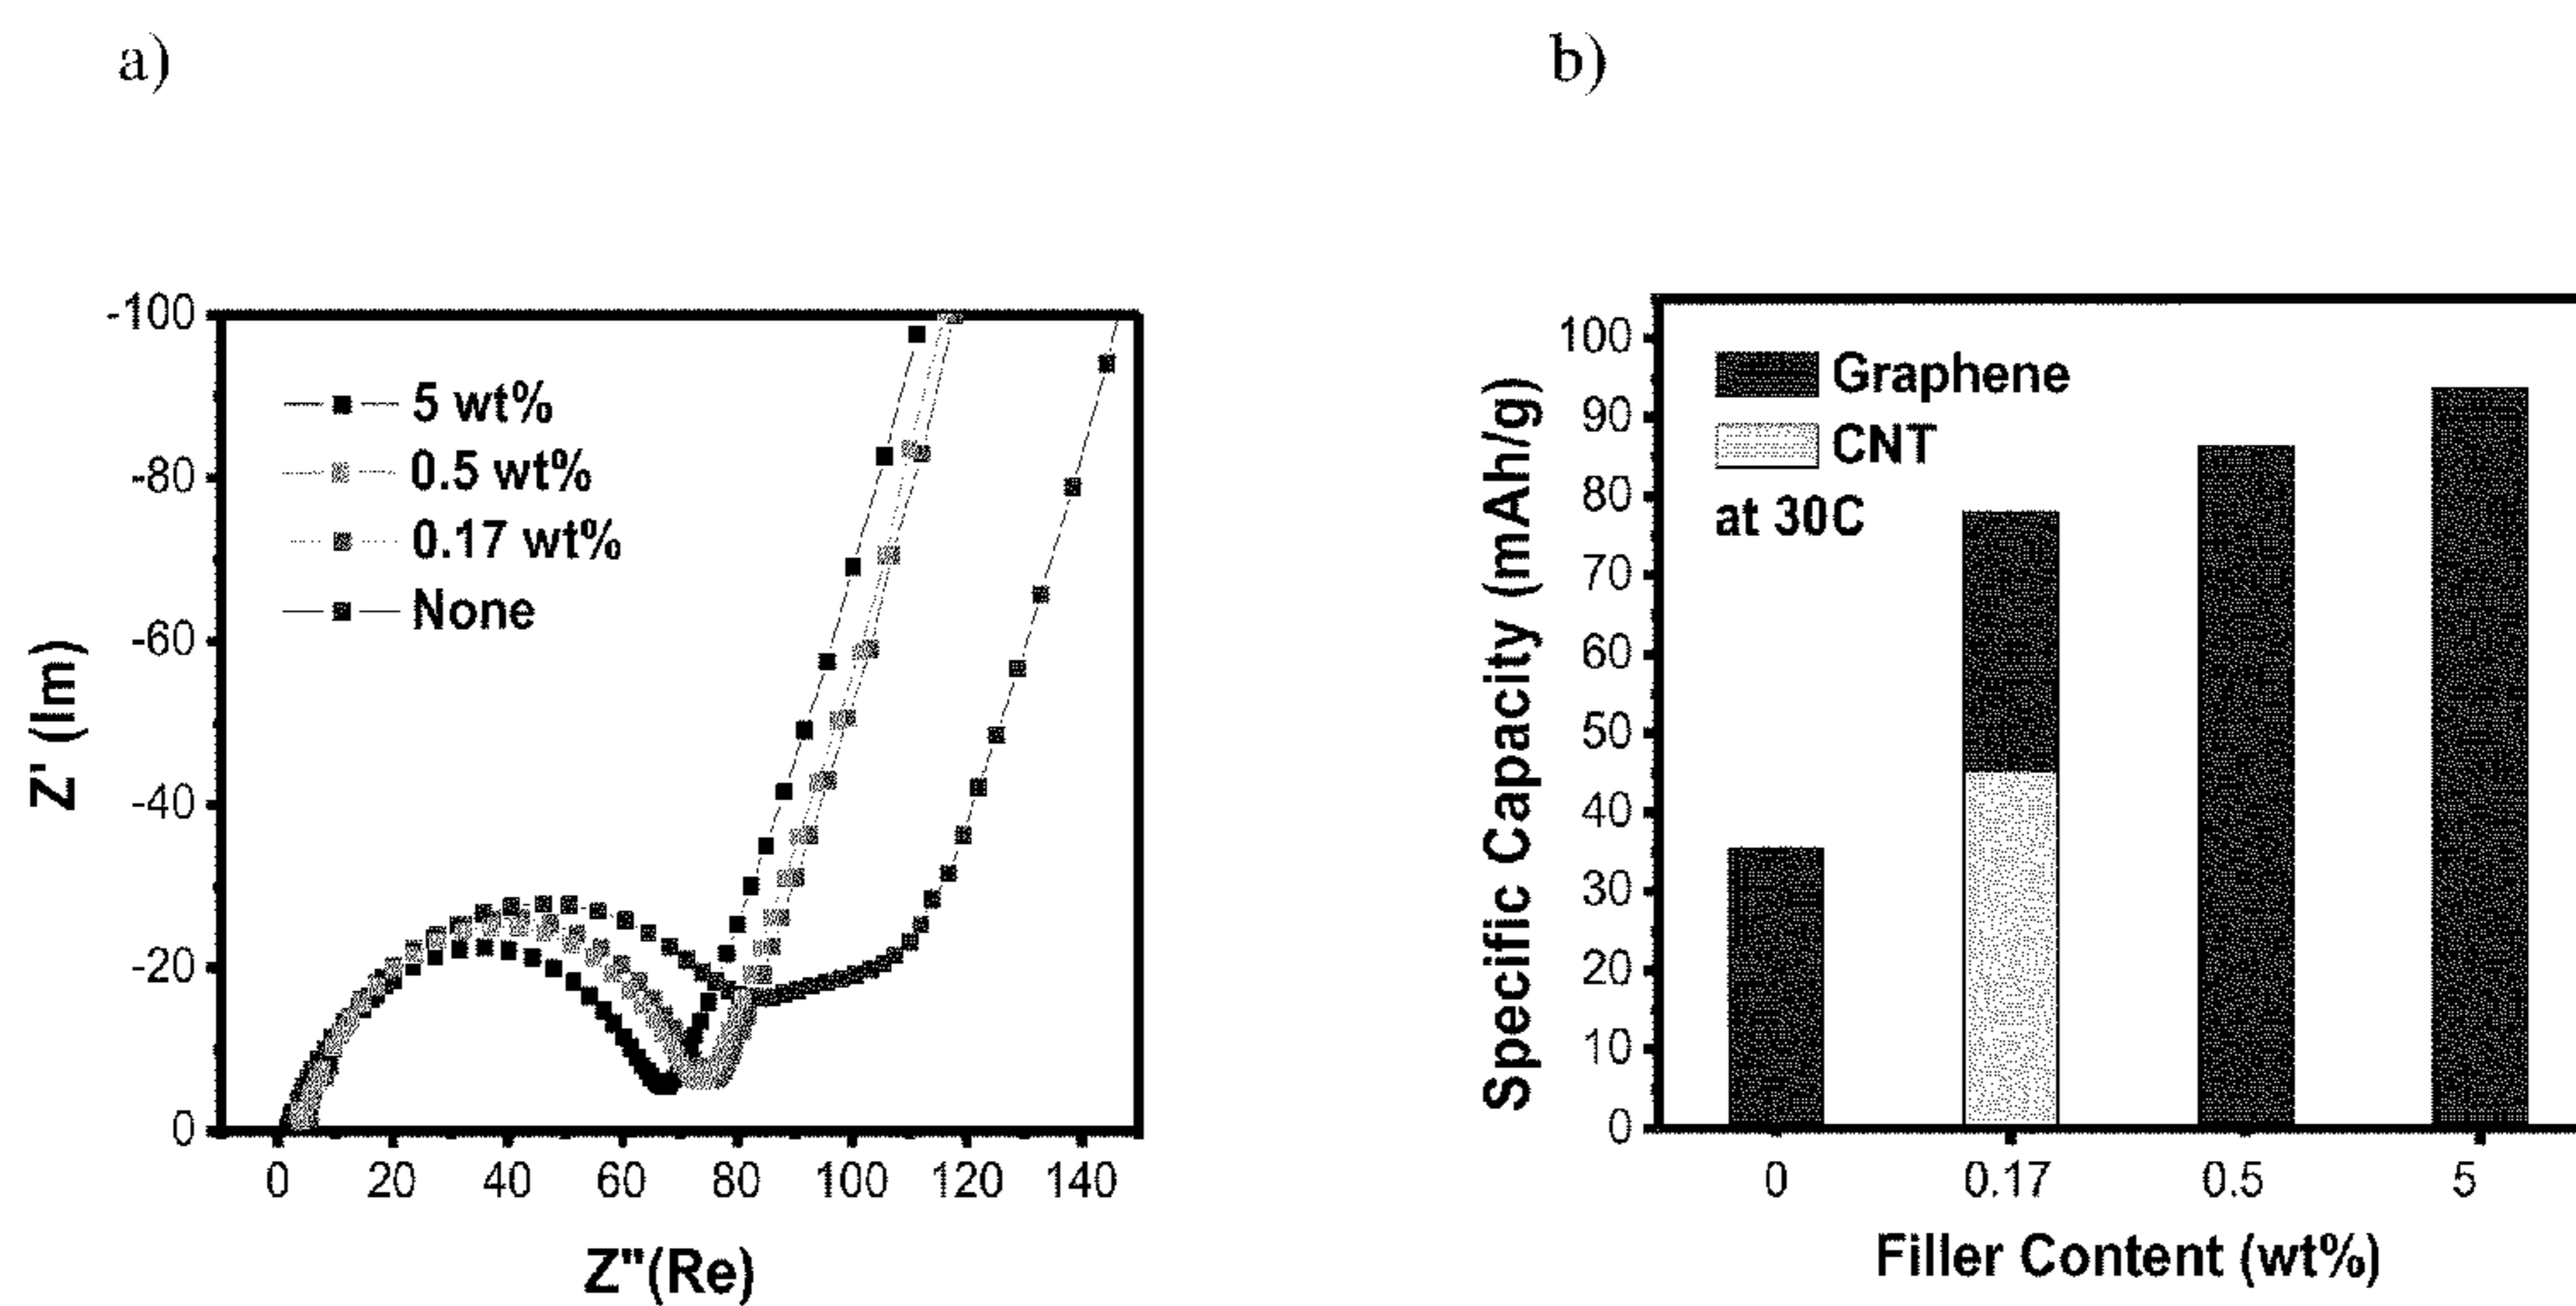 a)
-100
-80
-60
-40
-20
0
Z' (Im)
5 wt%
0.5 wt%
0.17 wt%
None
0 20 40 60 80 100 120 140
Z"(Re)
b)
100
90
80
70
60
50
40
30
20
10
0
Specific Capacity (mAh/g)
Graphene
CNT
at 30C
0 0.17 0.5 5
Filler Content (wt%)